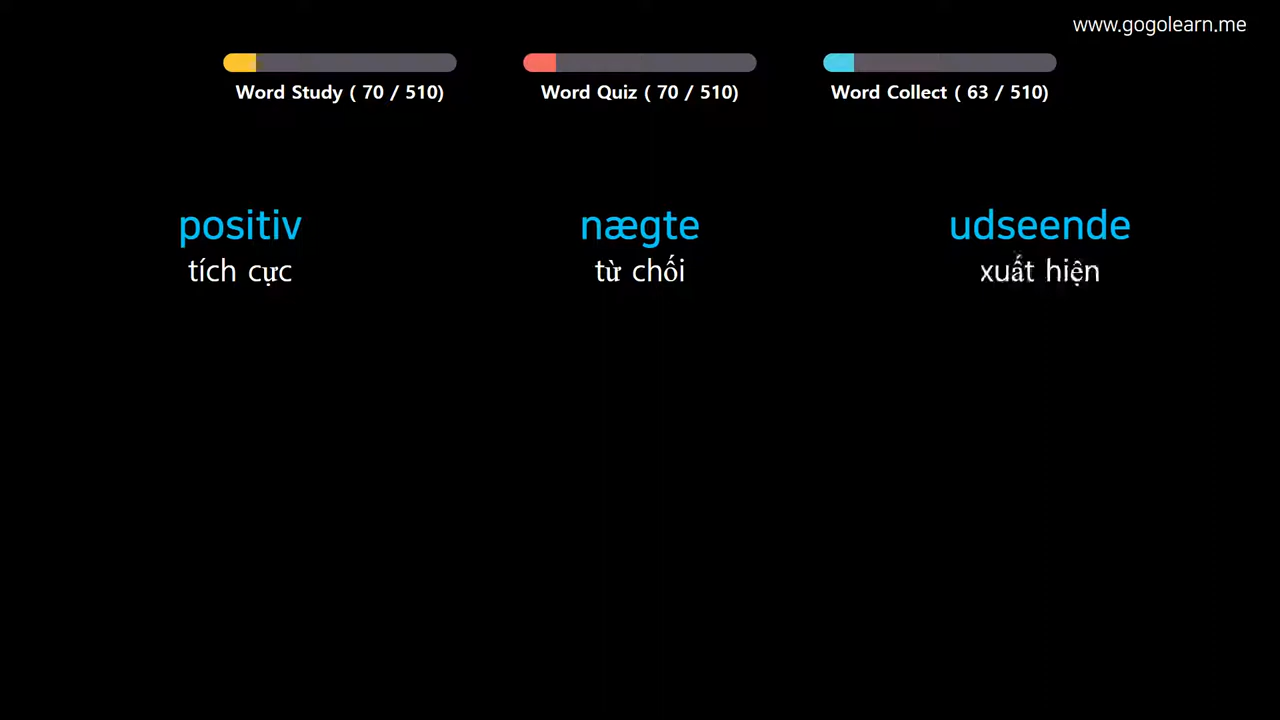 www.gogolearn.me
Word Study ( 70 / 510)
Word Quiz ( 70 / 510)
Word Collect ( 63 / 510)
positiv
nægte
udseende
tích cực
từ chối
xuất hiện